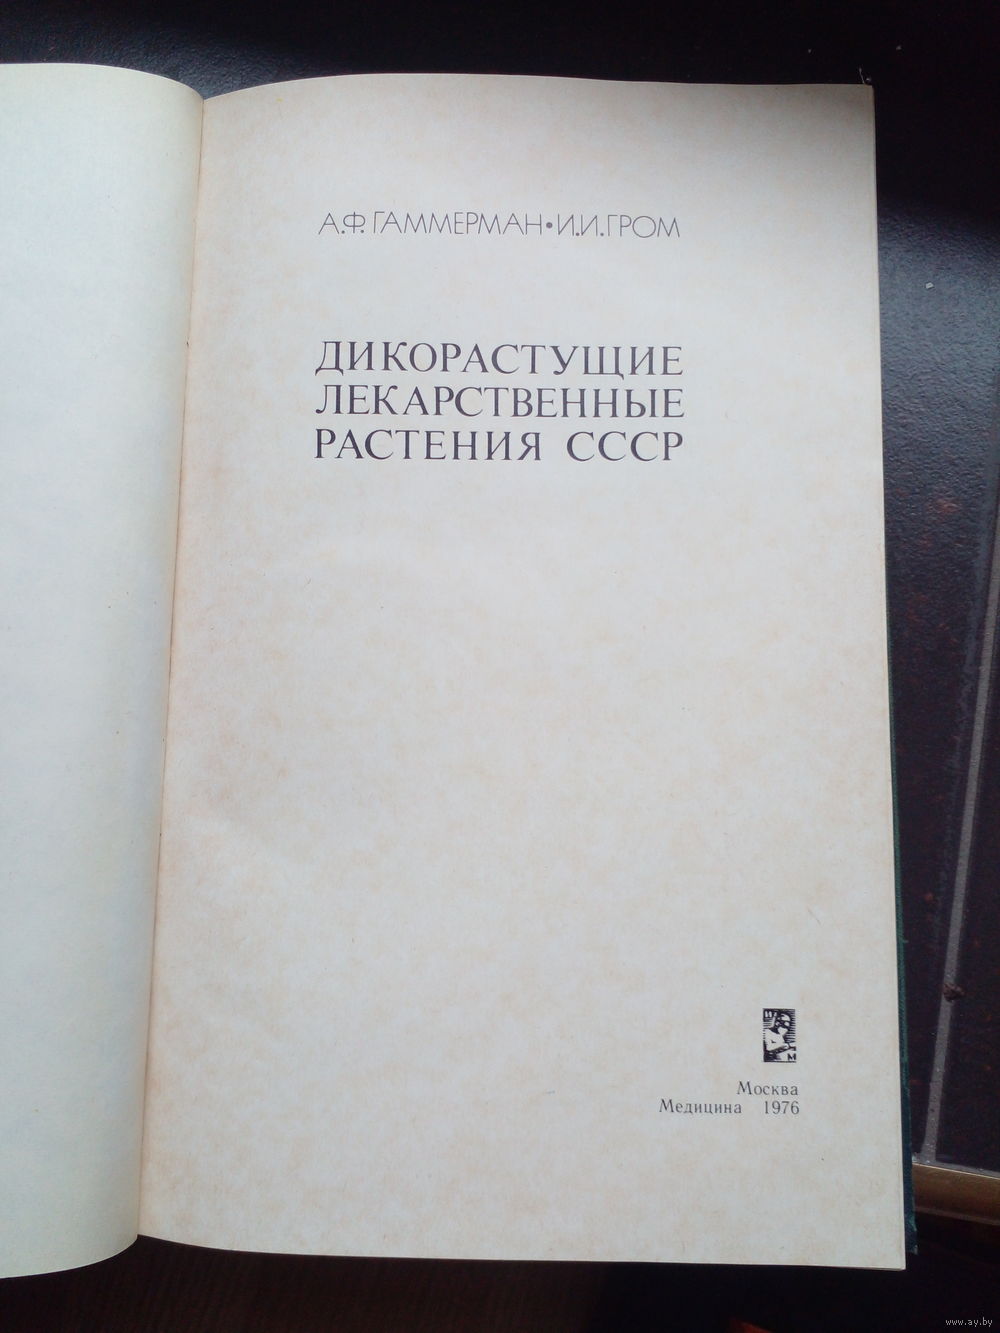 А.Ф. ГАММЕРМАН•И.И.ГРОМ
ДИКОРАСТУЩИЕ
ЛЕКАРСТВЕННЫЕ
РАСТЕНИЯ СССР
И
М
Москва
Медицина 1976
www.ay.by